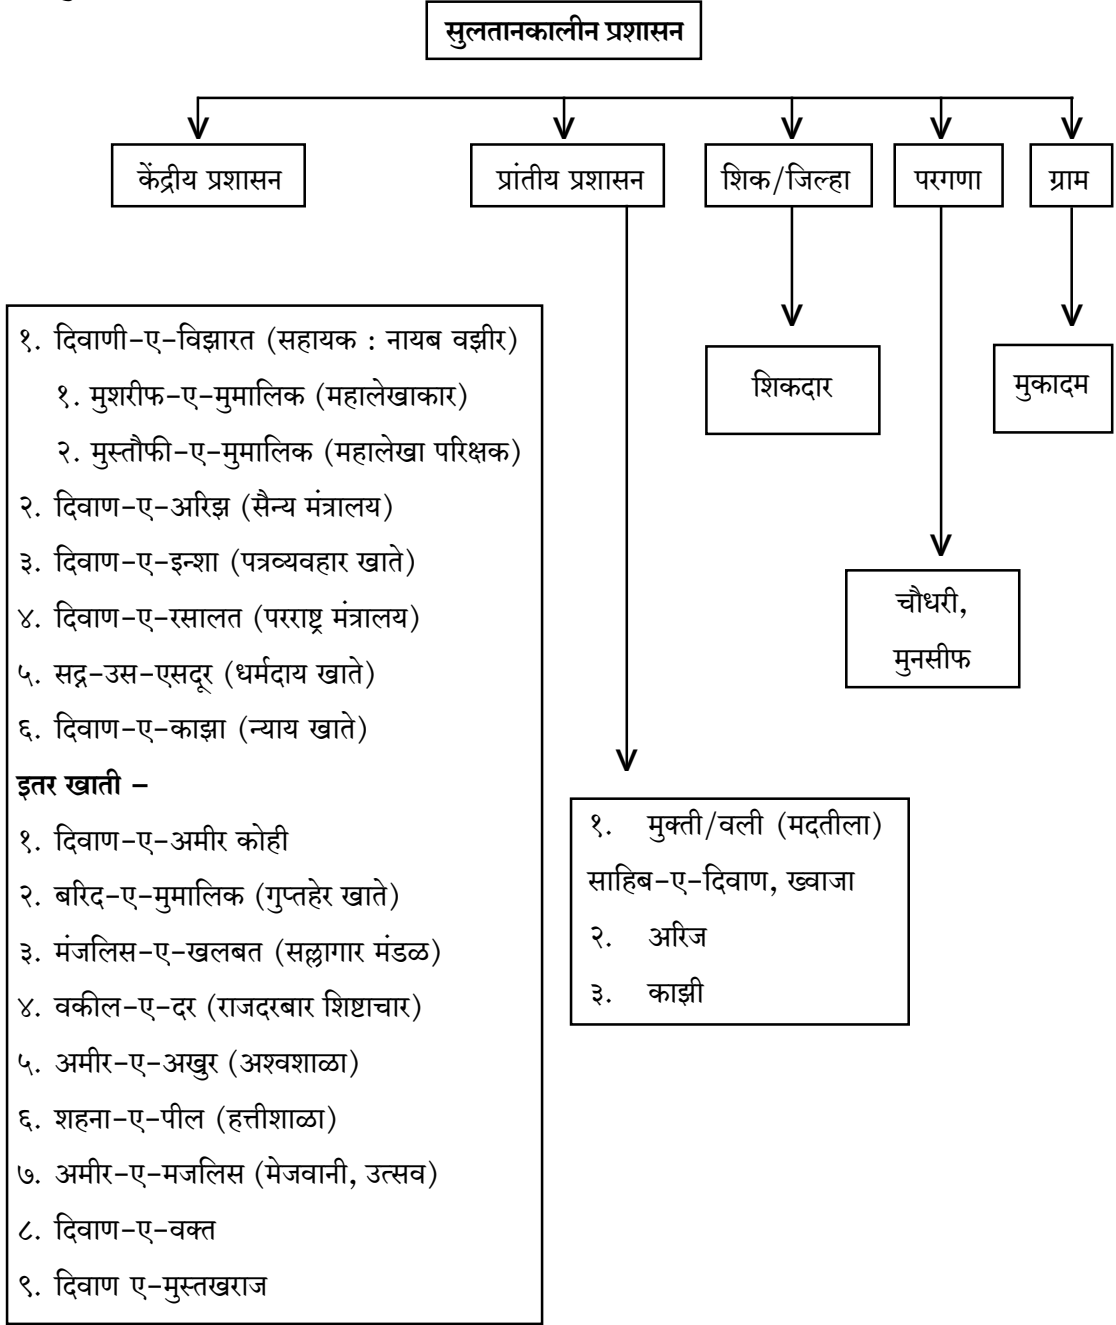 सुलतानकालीन प्रशासन
केंद्रीय प्रशासन
प्रांतीय प्रशासन
शिक/जिल्हा
परगणा
ग्राम
१. दिवाणी-ए-विझारत (सहायक : नायब वझीर)
१. मुशरीफ-ए-मुमालिक (महालेखाकार)
२. मुस्तौफी-ए-मुमालिक (महालेखा परिक्षक)
२. दिवाण-ए-अरिझ (सैन्य मंत्रालय)
३. दिवाण-ए-इन्शा (पत्रव्यवहार खाते)
४. दिवाण-ए-रसालत (परराष्ट्र मंत्रालय)
५. सद्र-उस-एसदूर् (धर्मदाय खाते)
६. दिवाण-ए-काझा (न्याय खाते)
इतर खाती –
१. दिवाण-ए-अमीर कोही
२. बरिद-ए-मुमालिक (गुप्तहेर खाते)
३. मंजलिस-ए-खलबत (सल्लागार मंडळ)
४. वकील-ए-दर (राजदरबार शिष्टाचार)
५. अमीर-ए-अखुर (अश्वशाळा)
६. शहना-ए-पील (हत्तीशाळा)
७. अमीर-ए-मजलिस (मेजवानी, उत्सव)
८. दिवाण-ए-वक्त
९. दिवाण ए-मुस्तखराज
१. मुक्ती/वली (मदतीला)
साहिब-ए-दिवाण, ख्वाजा
२. अरिज
३. काझी
शिकदार
चौधरी,
मुनसीफ
मुकादम